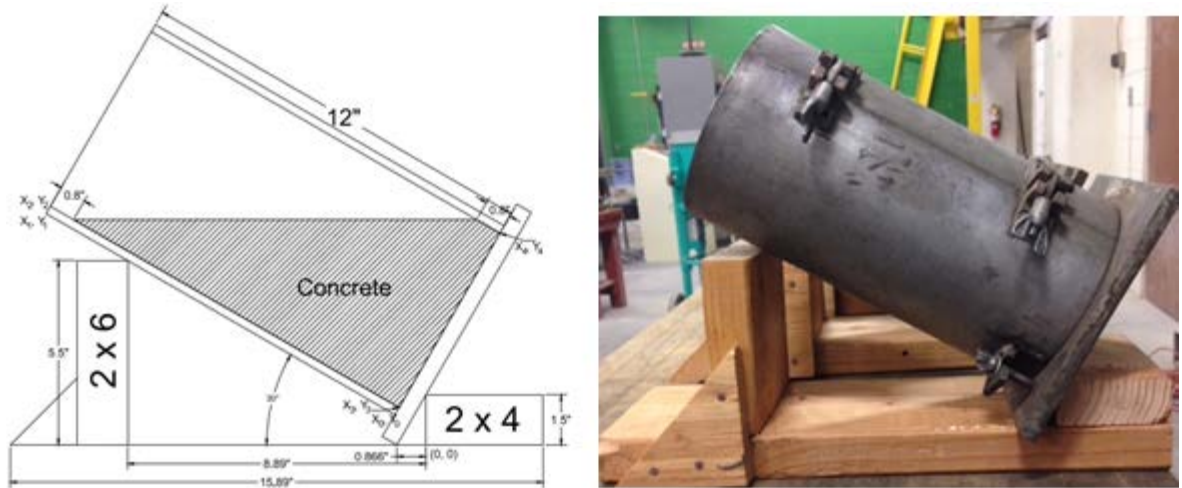 12"
0.8"
0.8"
X₂, Y₂
X₁, Y₁
X₄, Y₄
Concrete
2 x 6
5.5"
30°
X₃, Y₃
X₀, Y₀
2 x 4
1.5"
0.866"
(0, 0)
8.89"
15.89"